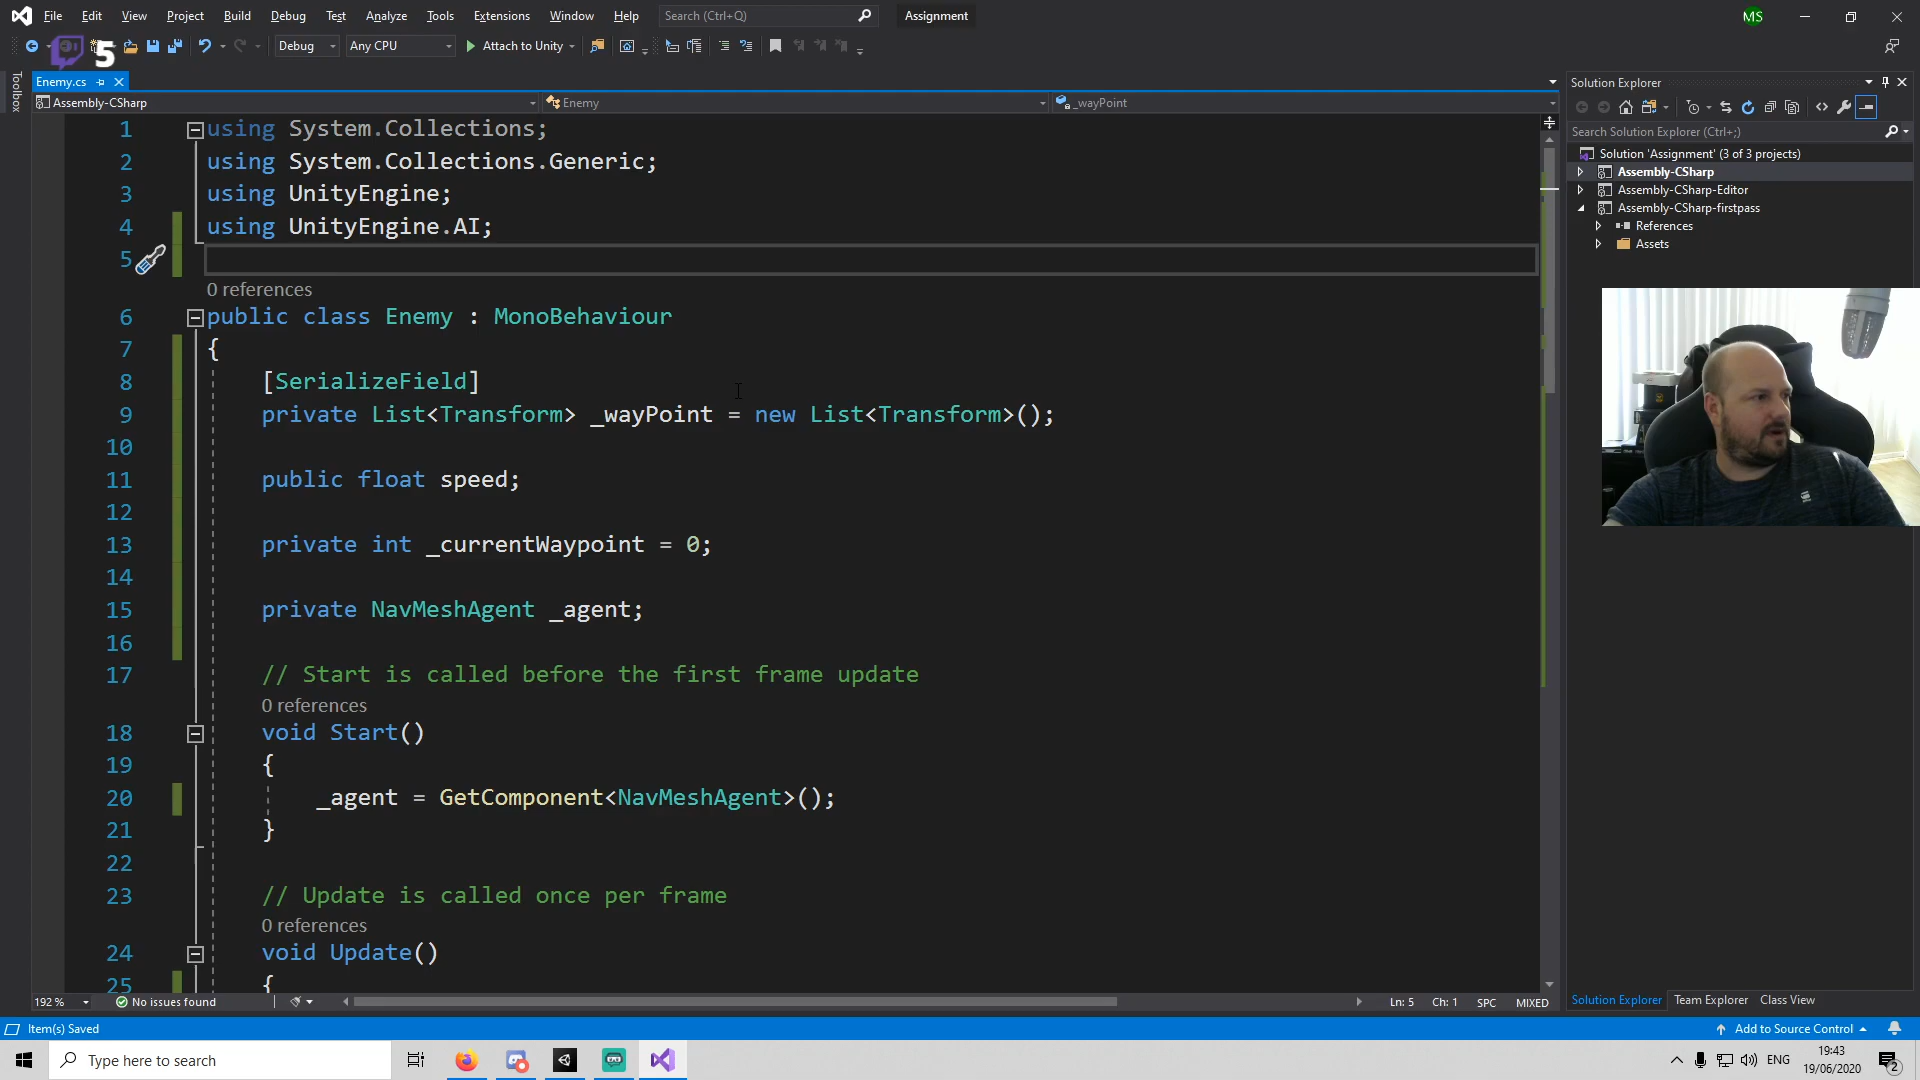 File Edit View Project Build Debug Test Analyze Tools Extensions Window Help Search (Ctrl+Q) Assignment MS
5 Debug Any CPU Attach to Unity
Toolbox
Enemy.cs
Assembly-CSharp Enemy _wayPoint
1 using System.Collections;
2 using System.Collections.Generic;
3 using UnityEngine;
4 using UnityEngine.AI;
5
0 references
6 public class Enemy : MonoBehaviour
7 {
8 [SerializeField]
9 private List<Transform> _wayPoint = new List<Transform>();
10
11 public float speed;
12
13 private int _currentWaypoint = 0;
14
15 private NavMeshAgent _agent;
16
17 // Start is called before the first frame update
0 references
18 void Start()
19 {
20 _agent = GetComponent<NavMeshAgent>();
21 }
22
23 // Update is called once per frame
0 references
24 void Update()
25 {
192 % No issues found Ln: 5 Ch: 1 SPC MIXED
Solution Explorer
Search Solution Explorer (Ctrl+;)
Solution 'Assignment' (3 of 3 projects)
Assembly-CSharp
Assembly-CSharp-Editor
Assembly-CSharp-firstpass
References
Assets
Solution Explorer Team Explorer Class View
Item(s) Saved Add to Source Control
Type here to search ENG 19:43
19/06/2020 2